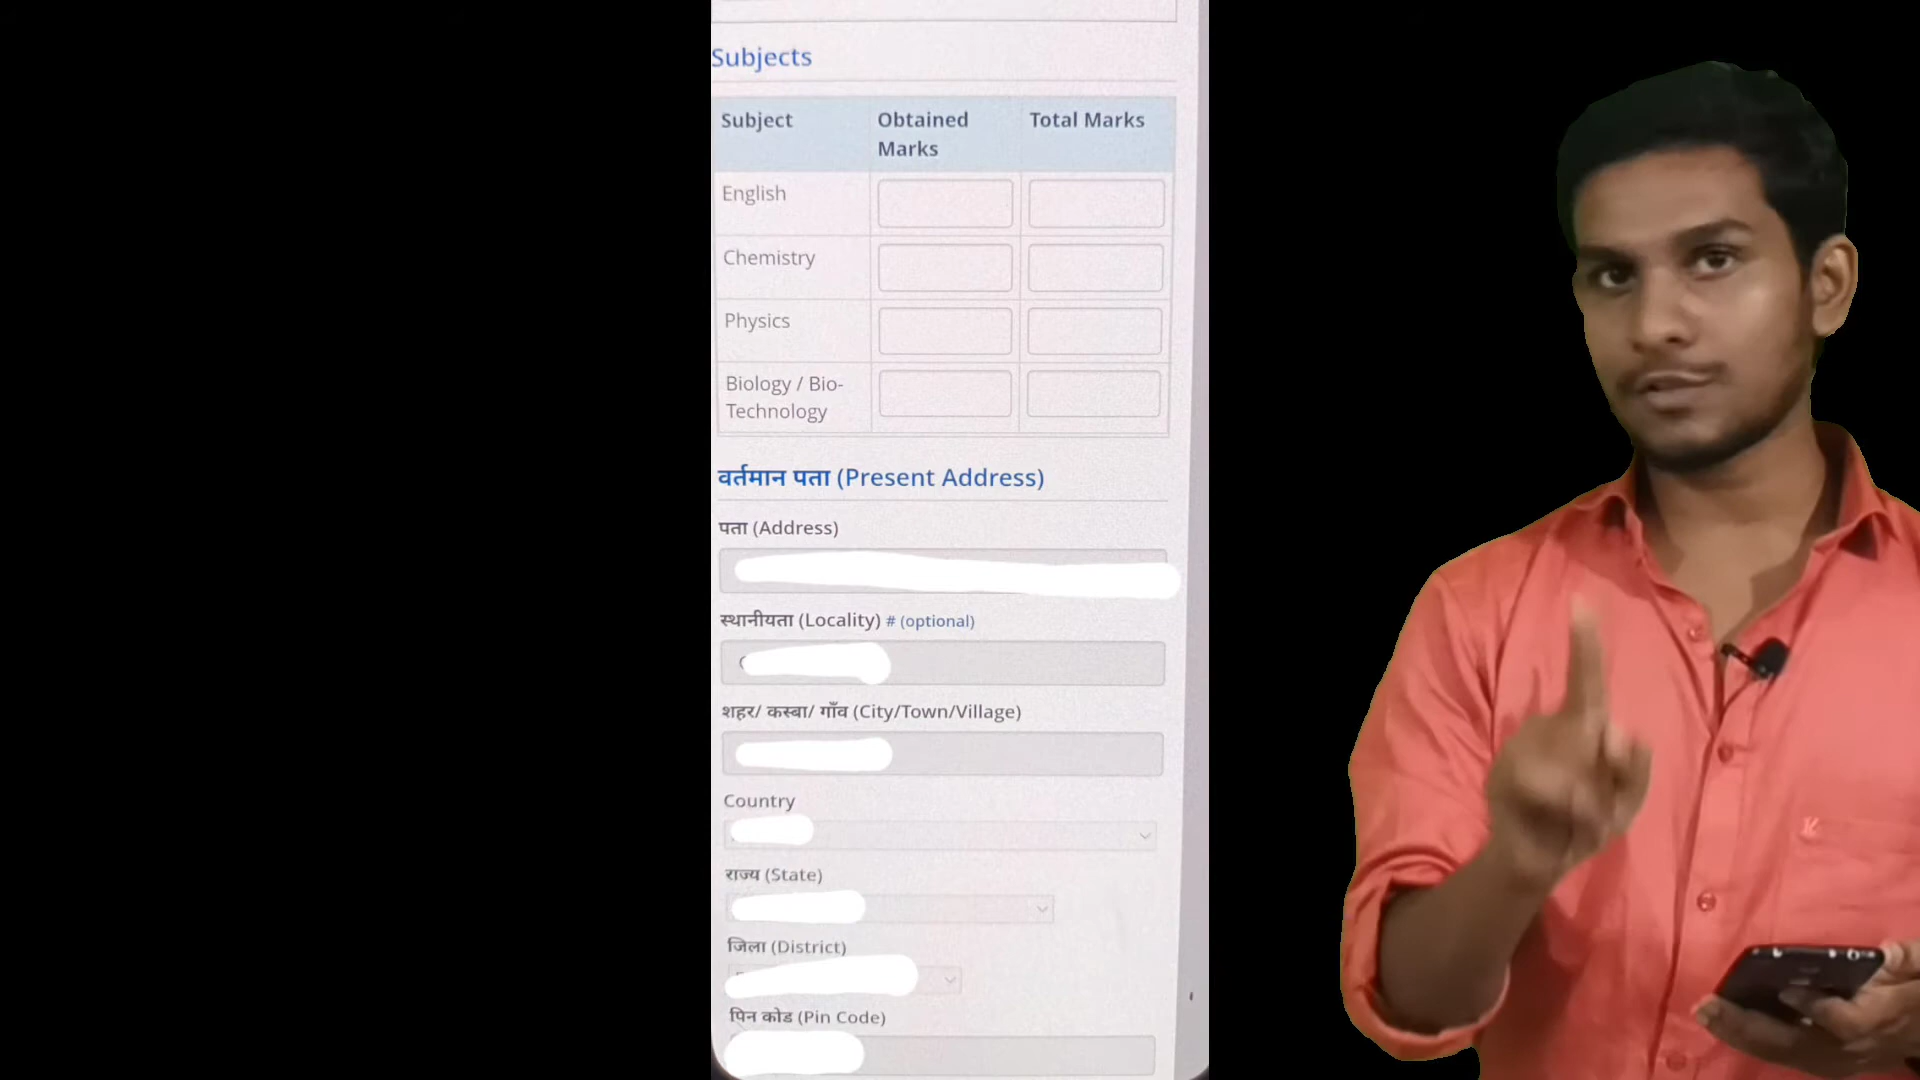 Subjects
Subject Obtained Marks Total Marks
English
Chemistry
Physics
Biology / Bio-
Technology
वर्तमान पता (Present Address)
पता (Address)
स्थानीयता (Locality) # (optional)
शहर/ कस्बा/ गाँव (City/Town/Village)
Country
राज्य (State)
जिला (District)
पिन कोड (Pin Code)